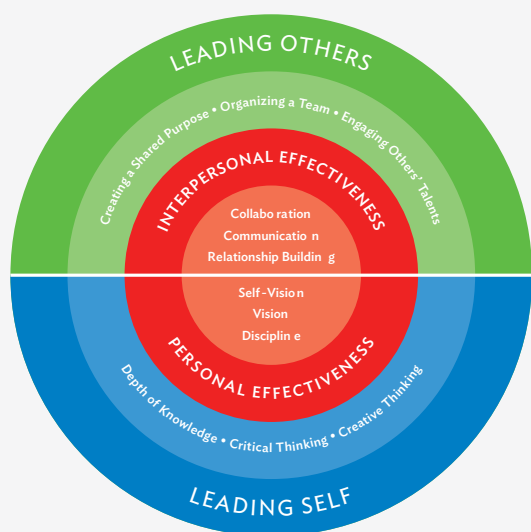 LEADING OTHERS
Creating a Shared Purpose • Organizing a Team • Engaging Others' Talents
INTERPERSONAL EFFECTIVENESS
Collabo ration
Communicatio n
Relationship Buildin g
Self-Vision
Vision
Disciplin e
PERSONAL EFFECTIVENESS
Depth of Knowledge • Critical Thinking • Creative Thinking
LEADING SELF